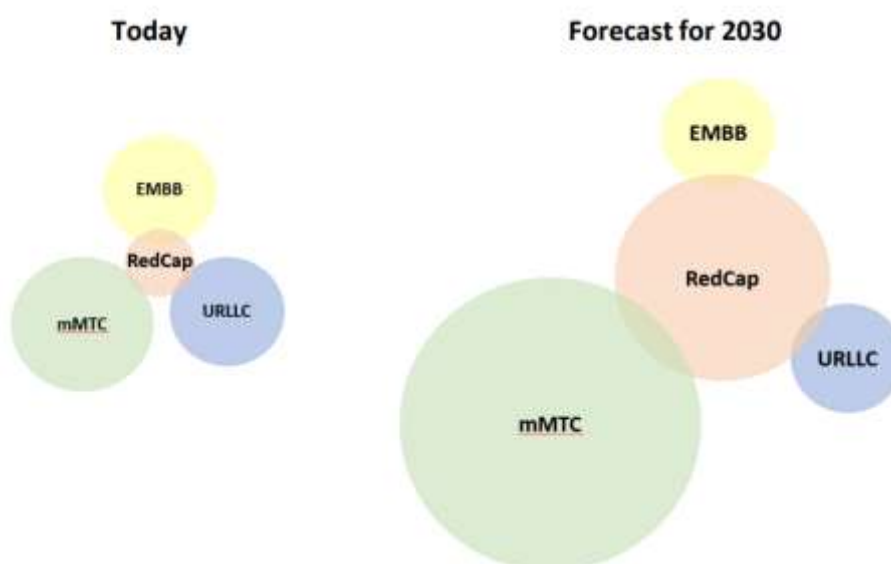 Today
EMBB
RedCap
mMTC
URLLC
Forecast for 2030
EMBB
RedCap
URLLC
mMTC